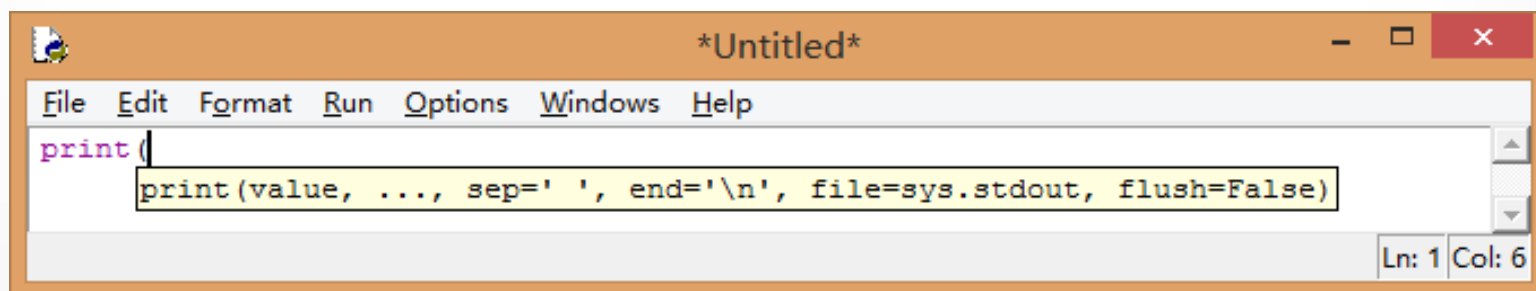 *Untitled*
File Edit Format Run Options Windows Help
print(
print(value, ..., sep=' ', end='\n', file=sys.stdout, flush=False)
Ln: 1 Col: 6